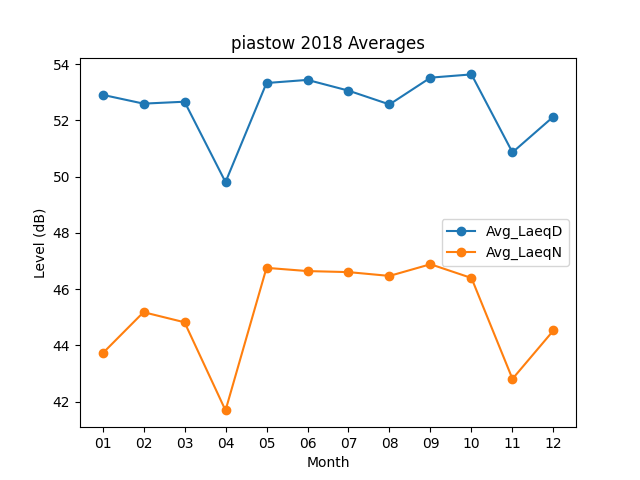 piastow 2018 Averages
54
52
50
48
46
44
42
Level (dB)
Avg_LaeqD
Avg_LaeqN
01 02 03 04 05 06 07 08 09 10 11 12
Month